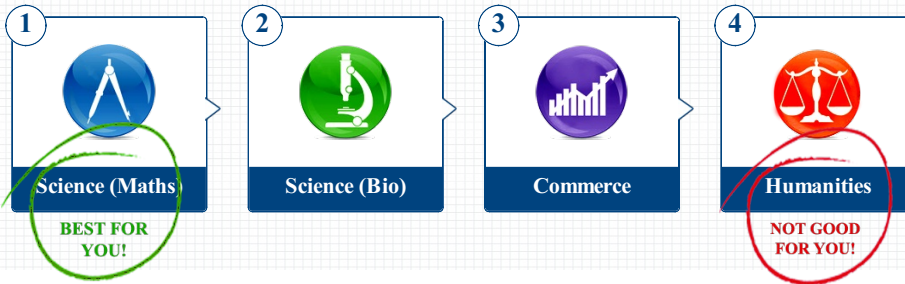 1
2
3
4
Science (Maths)
Science (Bio)
Commerce
Humanities
BEST FOR
YOU!
NOT GOOD
FOR YOU!